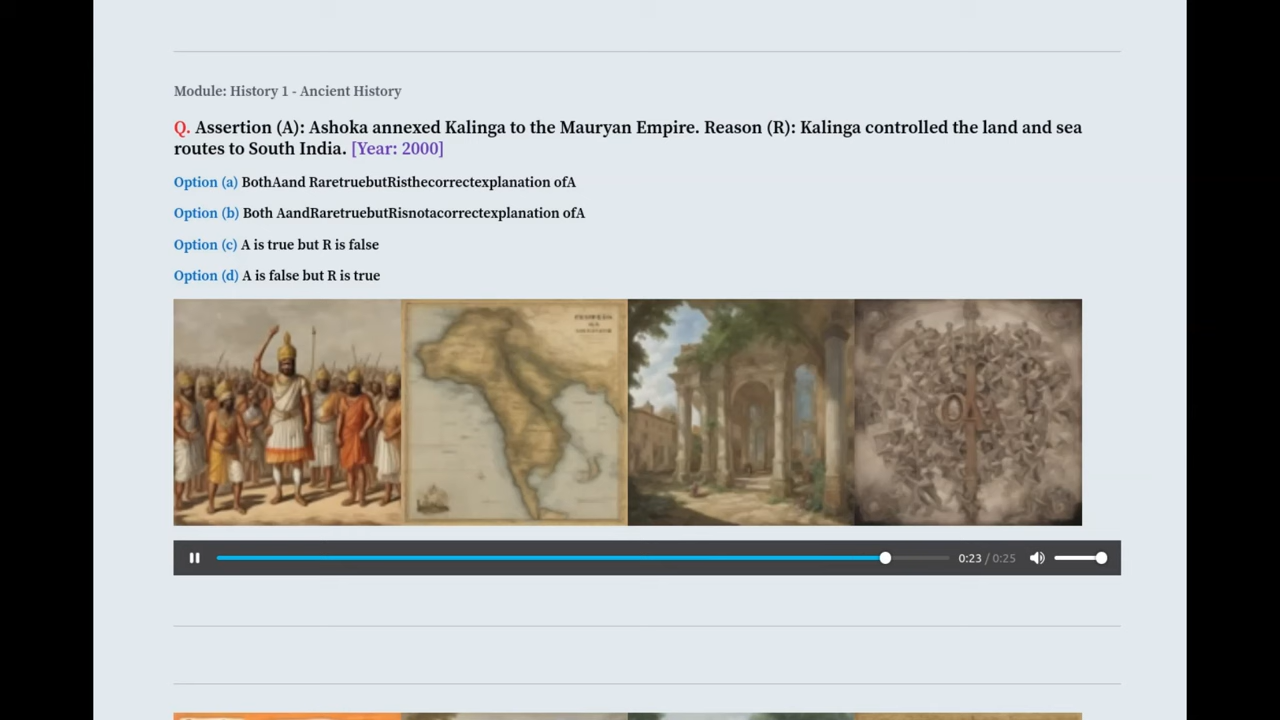 Module: History 1 - Ancient History
Q. Assertion (A): Ashoka annexed Kalinga to the Mauryan Empire. Reason (R): Kalinga controlled the land and sea
routes to South India. [Year: 2000]
Option (a) BothAand RaretruebutRisthecorrectexplanation ofA
Option (b) Both AandRaretruebutRisnotacorrectexplanation ofA
Option (c) A is true but R is false
Option (d) A is false but R is true
0:23 / 0:25